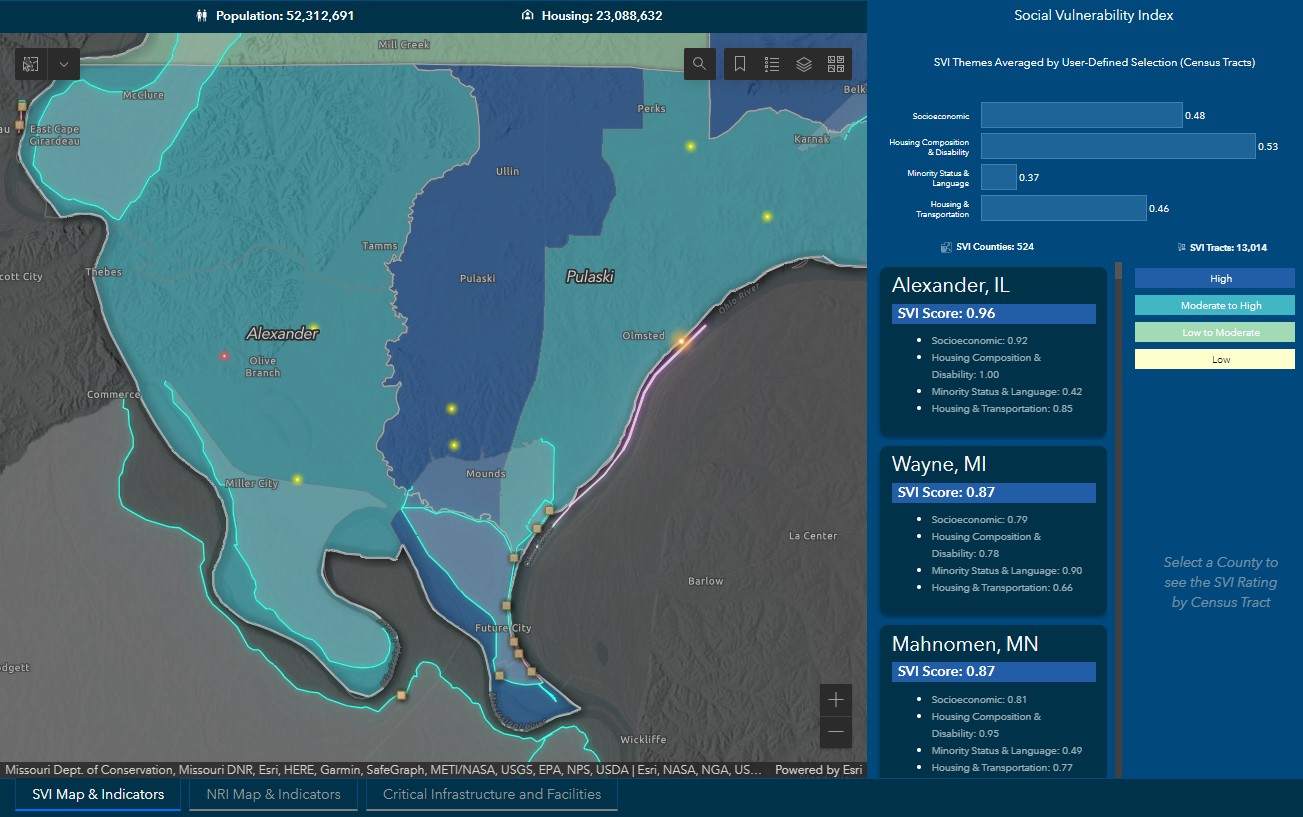 Population: 52,312,691
Housing: 23,088,632
Social Vulnerability Index
SVI Themes Averaged by User-Defined Selection (Census Tracts)
Socioeconomic
0.48
Housing Composition
& Disability
0.53
Minority Status &
Language
0.37
Housing &
Transportation
0.46
SVI Counties: 524
SVI Tracts: 13,014
Alexander, IL
SVI Score: 0.96
Socioeconomic: 0.92
Housing Composition &
Disability: 1.00
Minority Status & Language: 0.42
Housing & Transportation: 0.85
Wayne, MI
SVI Score: 0.87
Socioeconomic: 0.79
Housing Composition &
Disability: 0.78
Minority Status & Language: 0.90
Housing & Transportation: 0.66
Mahnomen, MN
SVI Score: 0.87
Socioeconomic: 0.81
Housing Composition &
Disability: 0.95
Minority Status & Language: 0.49
Housing & Transportation: 0.77
High
Moderate to High
Low to Moderate
Low
Select a County to
see the SVI Rating
by Census Tract
Mill Creek
McClure
Belk
Perks
au
East Cape
Girardeau
Karnak
Ullin
Tamms
Thebes
cott City
Pulaski
Pulaski
Ohio River
Alexander
Olmsted
Olive
Branch
Commerce
Miller City
Mounds
La Center
Barlow
Future City
odgett
Wickliffe
Missouri Dept. of Conservation, Missouri DNR, Esri, HERE, Garmin, SafeGraph, METI/NASA, USGS, EPA, NPS, USDA | Esri, NASA, NGA, US...
Powered by Esri
SVI Map & Indicators
NRI Map & Indicators
Critical Infrastructure and Facilities